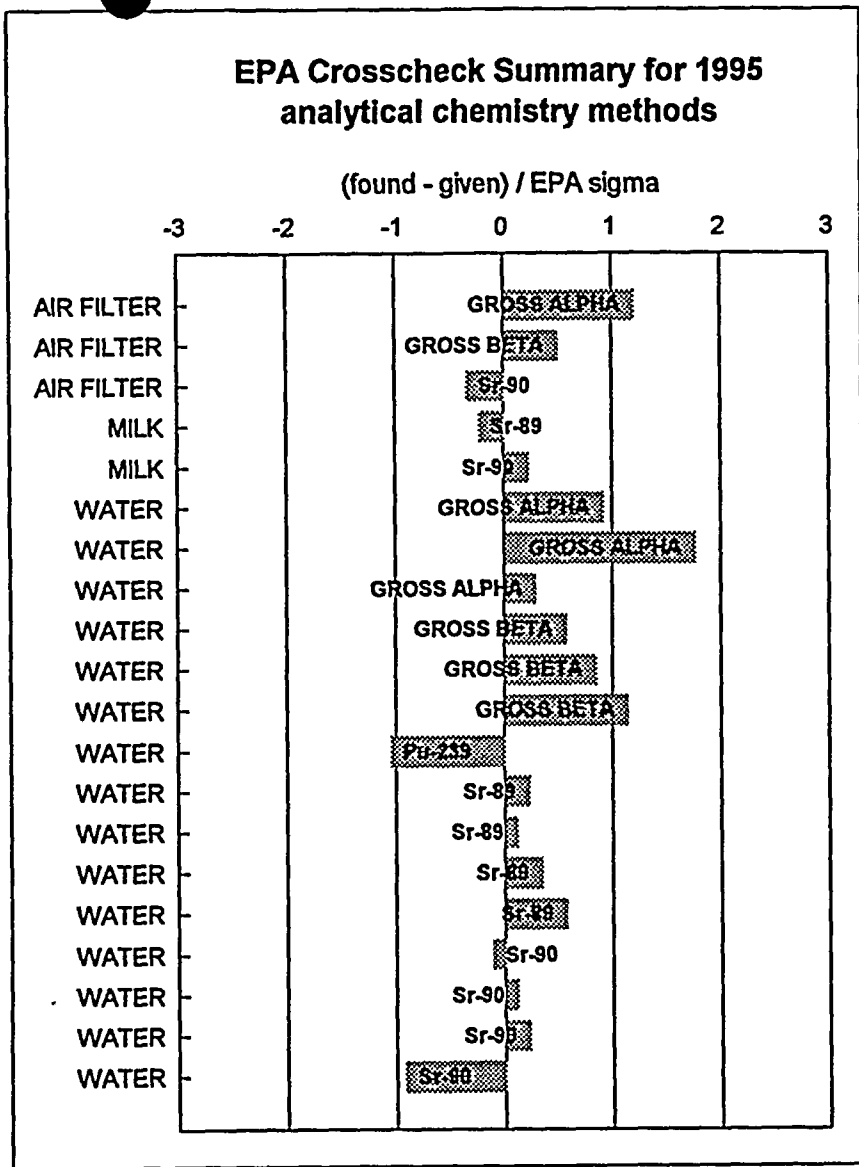 EPA Crosscheck Summary for 1995
analytical chemistry methods
(found - given) / EPA sigma
-3 -2 -1 0 1 2 3
AIR FILTER GROSS ALPHA
AIR FILTER GROSS BETA
AIR FILTER Sr-90
MILK Sr-89
MILK Sr-90
WATER GROSS ALPHA
WATER GROSS ALPHA
WATER GROSS ALPHA
WATER GROSS BETA
WATER GROSS BETA
WATER GROSS BETA
WATER Pu-239
WATER Sr-89
WATER Sr-89
WATER Sr-89
WATER Sr-89
WATER Sr-90
WATER Sr-90
WATER Sr-90
WATER Sr-90